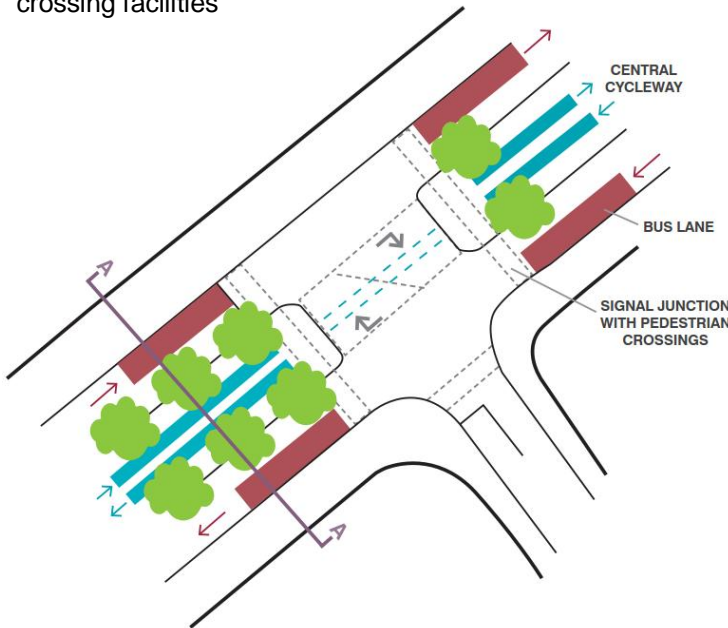 crossing facilities
CENTRAL
CYCLEWAY
BUS LANE
SIGNAL JUNCTION
WITH PEDESTRIAN
CROSSINGS
A
A